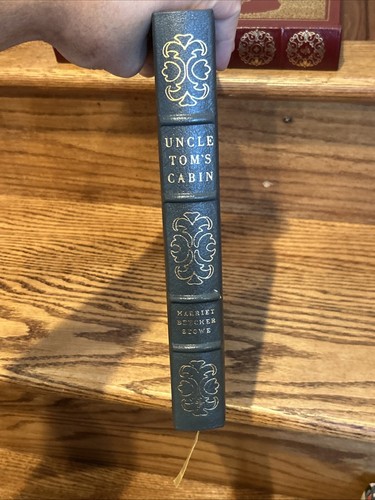 UNCLE
TOM'S
CABIN
HARRIET
BEECHER
STOWE